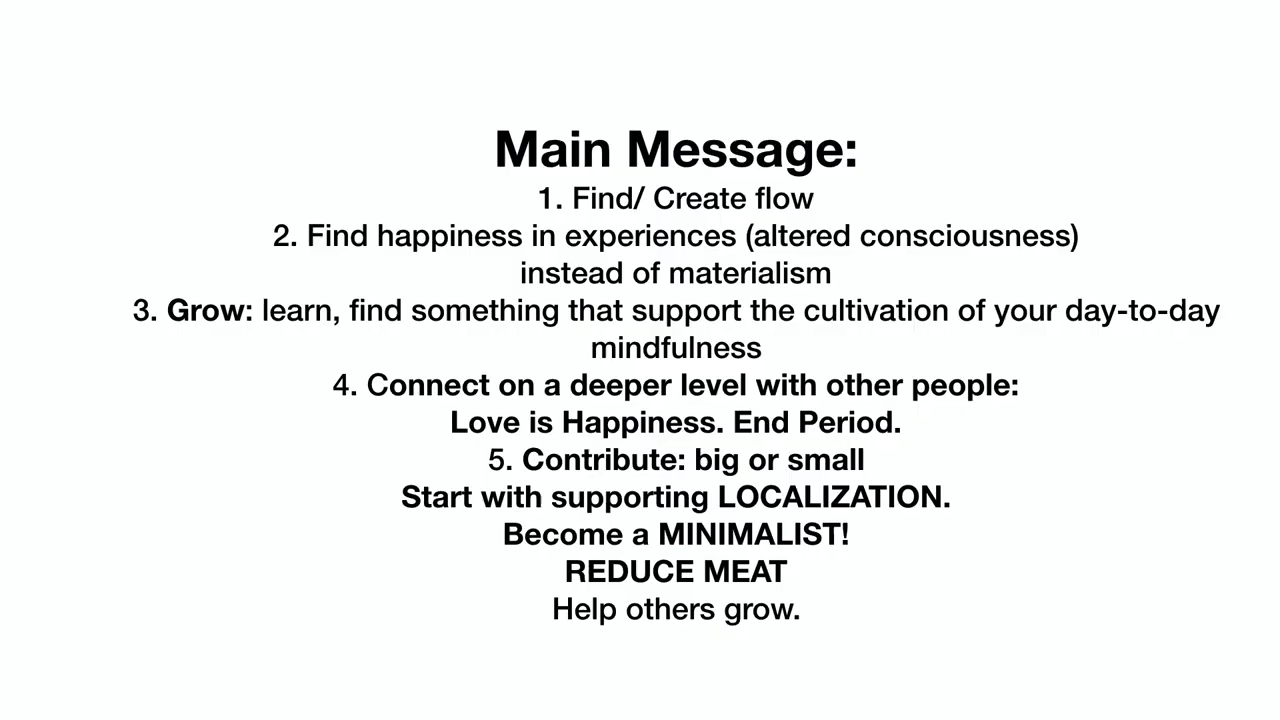 Main Message:
1. Find/ Create flow
2. Find happiness in experiences (altered consciousness)
instead of materialism
3. Grow: learn, find something that support the cultivation of your day-to-day
mindfulness
4. Connect on a deeper level with other people:
Love is Happiness. End Period.
5. Contribute: big or small
Start with supporting LOCALIZATION.
Become a MINIMALIST!
REDUCE MEAT
Help others grow.